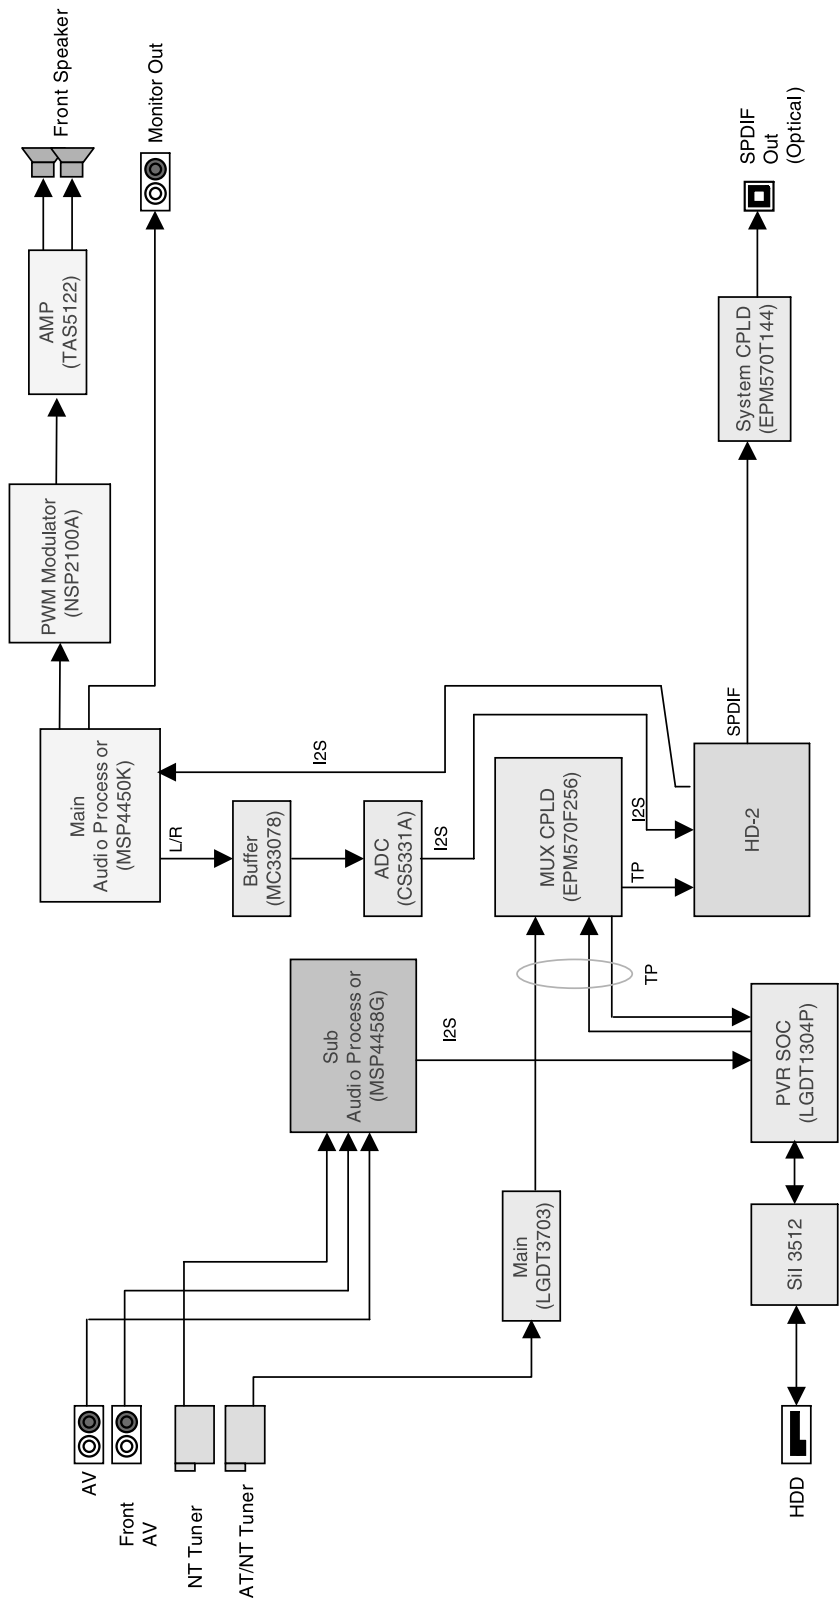 AV
Front
AV
NT Tuner
AT/NT Tuner
HDD
Main
(LGDT3703)
SiI 3512
Sub
Audio Process or
(MSP4458G)
I2S
PVR SOC
(LGDT1304P)
TP
Main
Audio Process or
(MSP4450K)
L/R
Buffer
(MC33078)
ADC
(CS5331A)
I2S
I2S
MUX CPLD
(EPM570F256)
TP
I2S
HD-2
SPDIF
PWM Modulator
(NSP2100A)
AMP
(TAS5122)
System CPLD
(EPM570T144)
Front Speaker
Monitor Out
SPDIF
Out
(Optical)